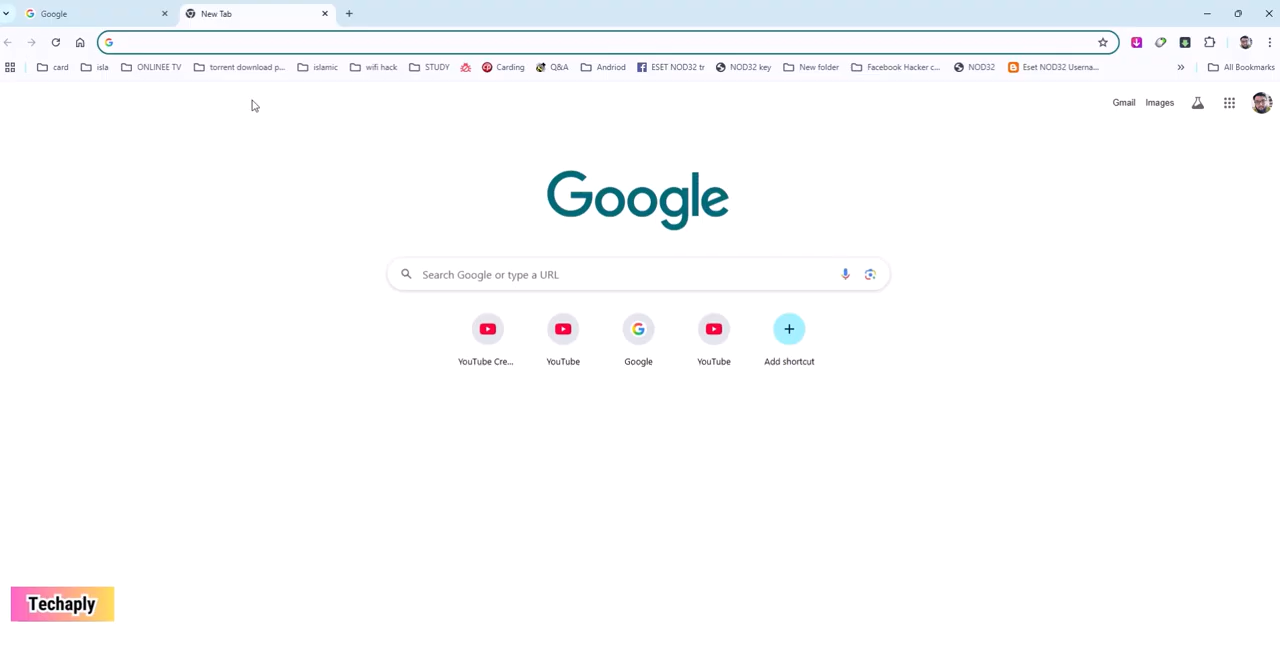 Google
New Tab
card
isla
ONLINEE TV
torrent download p...
islamic
wifi hack
STUDY
Carding
Q&A
Andriod
ESET NOD32 tr
NOD32 key
New folder
Facebook Hacker c...
NOD32
Eset NOD32 Userna...
»
All Bookmarks
Gmail
Images
Google
Search Google or type a URL
YouTube Cre...
YouTube
Google
YouTube
Add shortcut
Techaply